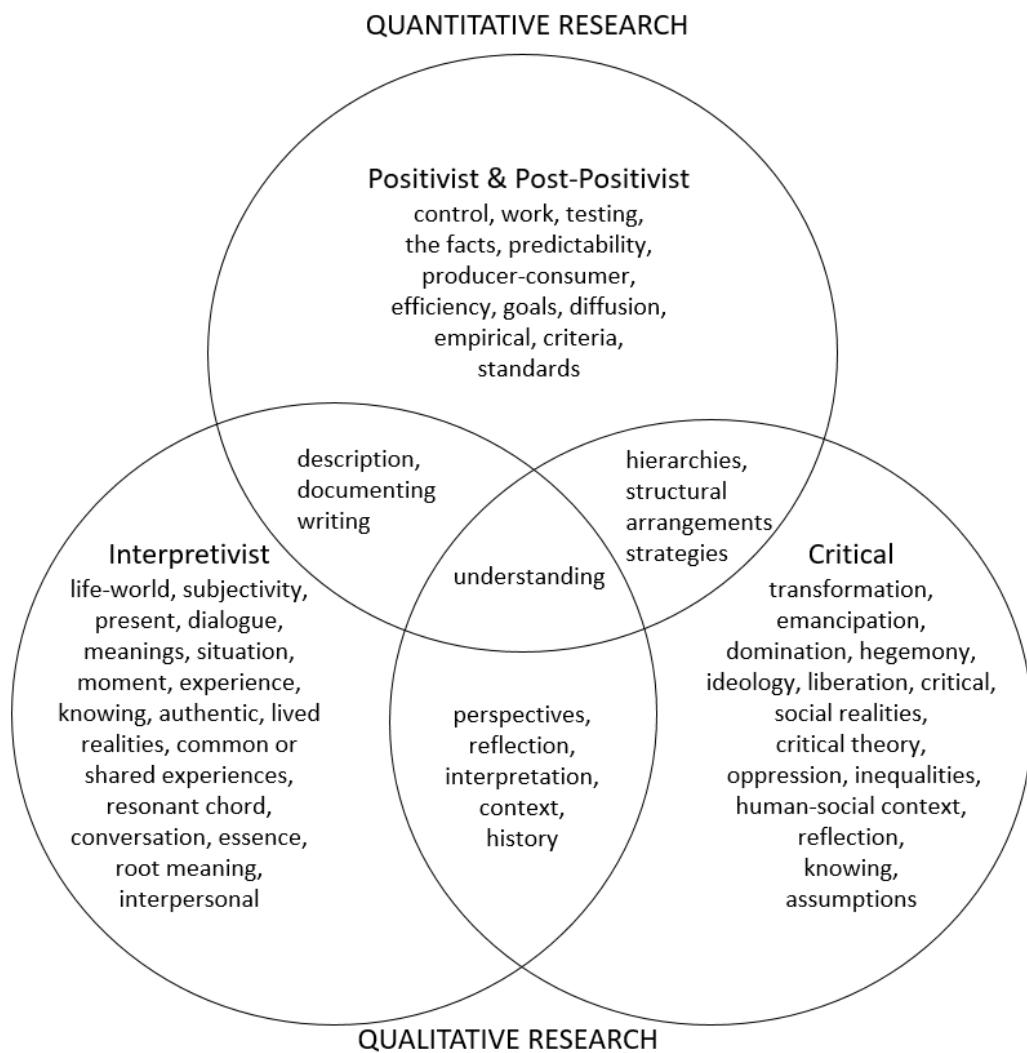 QUANTITATIVE RESEARCH
Positivist & Post-Positivist
control, work, testing,
the facts, predictability,
producer-consumer,
efficiency, goals, diffusion,
empirical, criteria,
standards
description,
documenting
writing
hierarchies,
structural
arrangements
strategies
understanding
Interpretivist
life-world, subjectivity,
present, dialogue,
meanings, situation,
moment, experience,
knowing, authentic, lived
realities, common or
shared experiences,
resonant chord,
conversation, essence,
root meaning,
interpersonal
perspectives,
reflection,
interpretation,
context,
history
Critical
transformation,
emancipation,
domination, hegemony,
ideology, liberation, critical,
social realities,
critical theory,
oppression, inequalities,
human-social context,
reflection,
knowing,
assumptions
QUALITATIVE RESEARCH